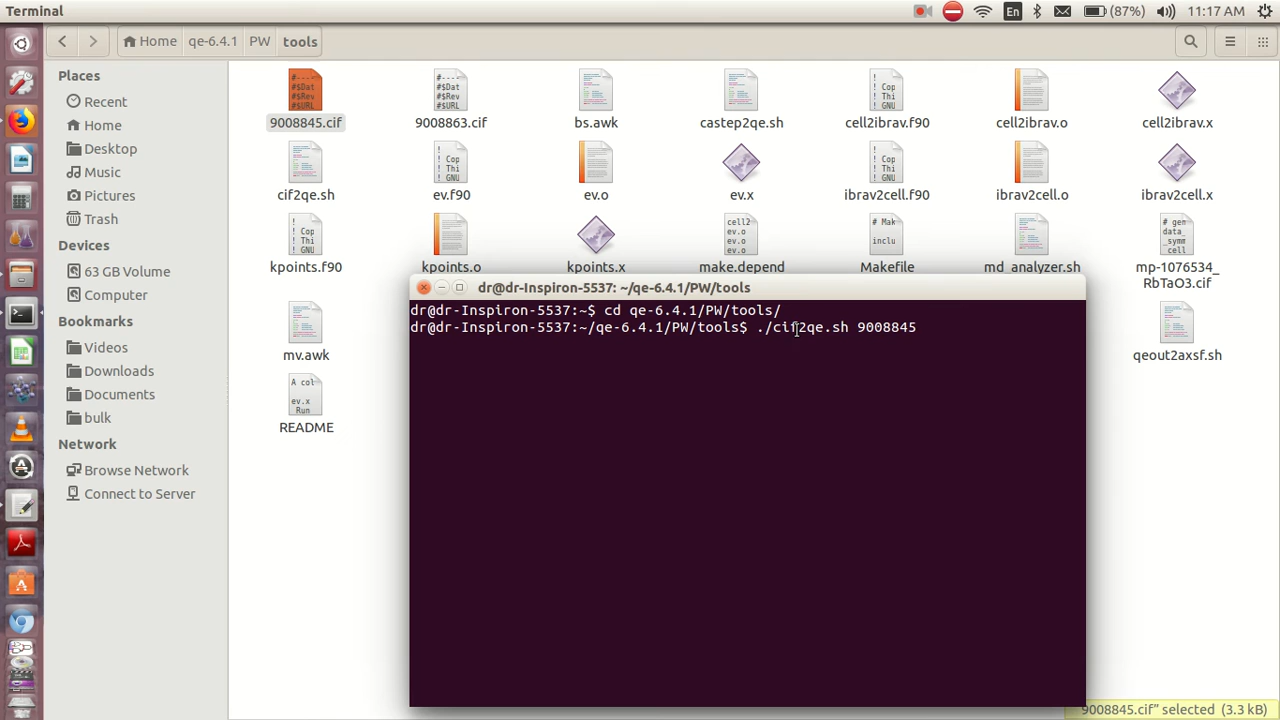 Terminal
En
(87%)
11:17 AM
Home
qe-6.4.1
PW
tools
Places
Recent
Home
Desktop
Music
Pictures
Trash
Devices
63 GB Volume
Computer
Bookmarks
Videos
Downloads
Documents
bulk
Network
Browse Network
Connect to Server
9008845.cif
9008863.cif
bs.awk
castep2qe.sh
cell2ibrav.f90
cell2ibrav.o
cell2ibrav.x
cif2qe.sh
ev.f90
ev.o
ev.x
ibrav2cell.f90
ibrav2cell.o
ibrav2cell.x
kpoints.f90
kpoints.o
kpoints.x
make.depend
Makefile
md_analyzer.sh
mp-1076534_
RbTaO3.cif
mv.awk
qeout2axsf.sh
README
dr@dr-Inspiron-5537: ~/qe-6.4.1/PW/tools
dr@dr-Inspiron-5537:~$ cd qe-6.4.1/PW/tools/
dr@dr-Inspiron-5537:~/qe-6.4.1/PW/tools$ ./cif2qe.sh 9008845
9008845.cif” selected (3.3 kB)